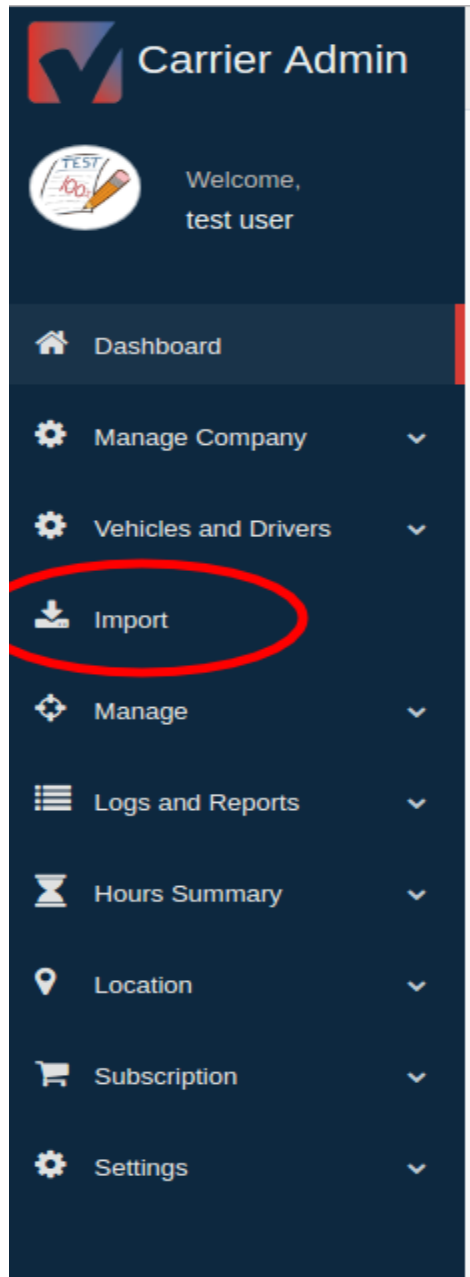 Carrier Admin
TEST
100%
Welcome,
test user
Dashboard
Manage Company
Vehicles and Drivers
Import
Manage
Logs and Reports
Hours Summary
Location
Subscription
Settings